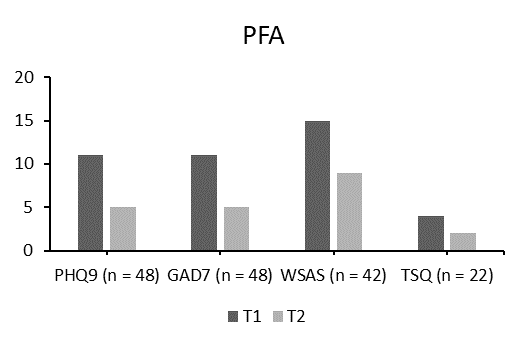 PFA
20
15
10
5
0
PHQ9 (n = 48) GAD7 (n = 48) WSAS (n = 42) TSQ (n = 22)
T1 T2